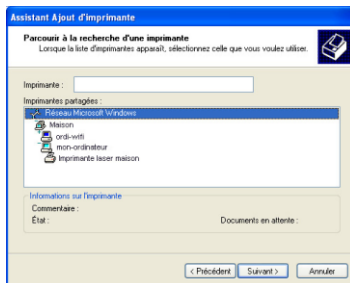 Assistant Ajout d'imprimante
Parcourir à la recherche d'une imprimante
Lorsque la liste d'imprimantes apparaît, sélectionnez celle que vous voulez utiliser.
Imprimante :
Imprimantes partagées :
Réseau Microsoft Windows
Maison
ordi-wifi
mon-ordinateur
Imprimante laser maison
Informations sur l'imprimante
Commentaire :
État :
Documents en attente :
< Précédent
Suivant >
Annuler